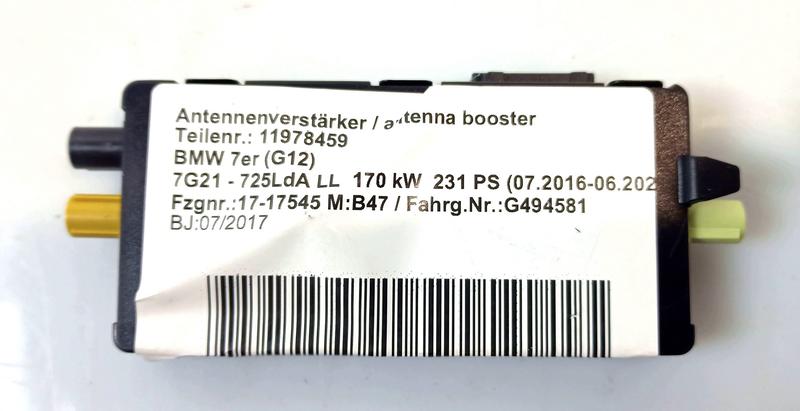 Antennenverstärker / antenna booster
Teilenr.: 11978459
BMW 7er (G12)
7G21 - 725LdA LL 170 kW 231 PS (07.2016-06.202
Fzgnr.:17-17545 M:B47 / Fahrg.Nr.:G494581
BJ:07/2017